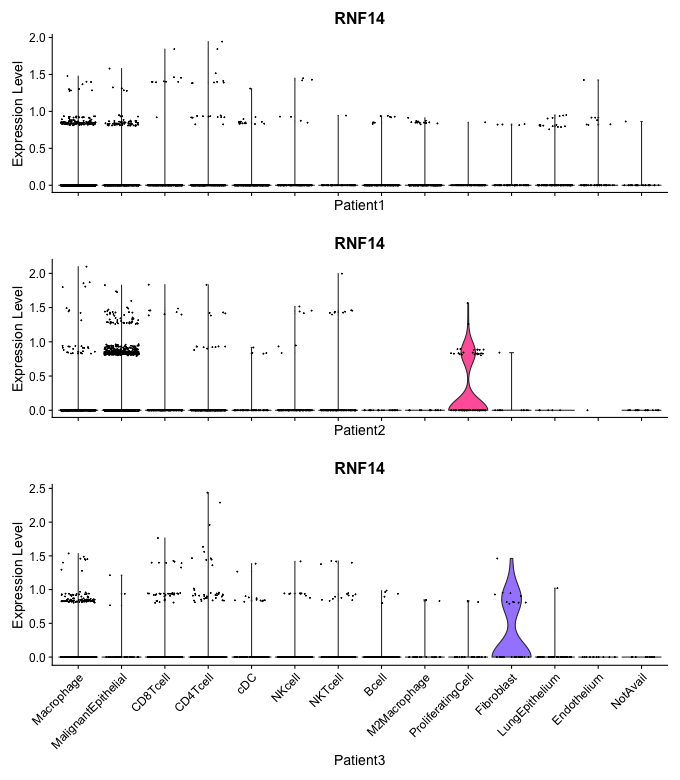 RNF14
Expression Level
2.0
1.5
1.0
0.5
0.0
Patient1
RNF14
Expression Level
2.0
1.5
1.0
0.5
0.0
Patient2
RNF14
Expression Level
2.5
2.0
1.5
1.0
0.5
0.0
Macrophage
MalignantEpithelial
CD8Tcell
CD4Tcell
cDC
NKcell
NKTcell
Bcell
M2Macrophage
ProliferatingCell
Fibroblast
LungEpithelium
Endothelium
NotAvail
Patient3